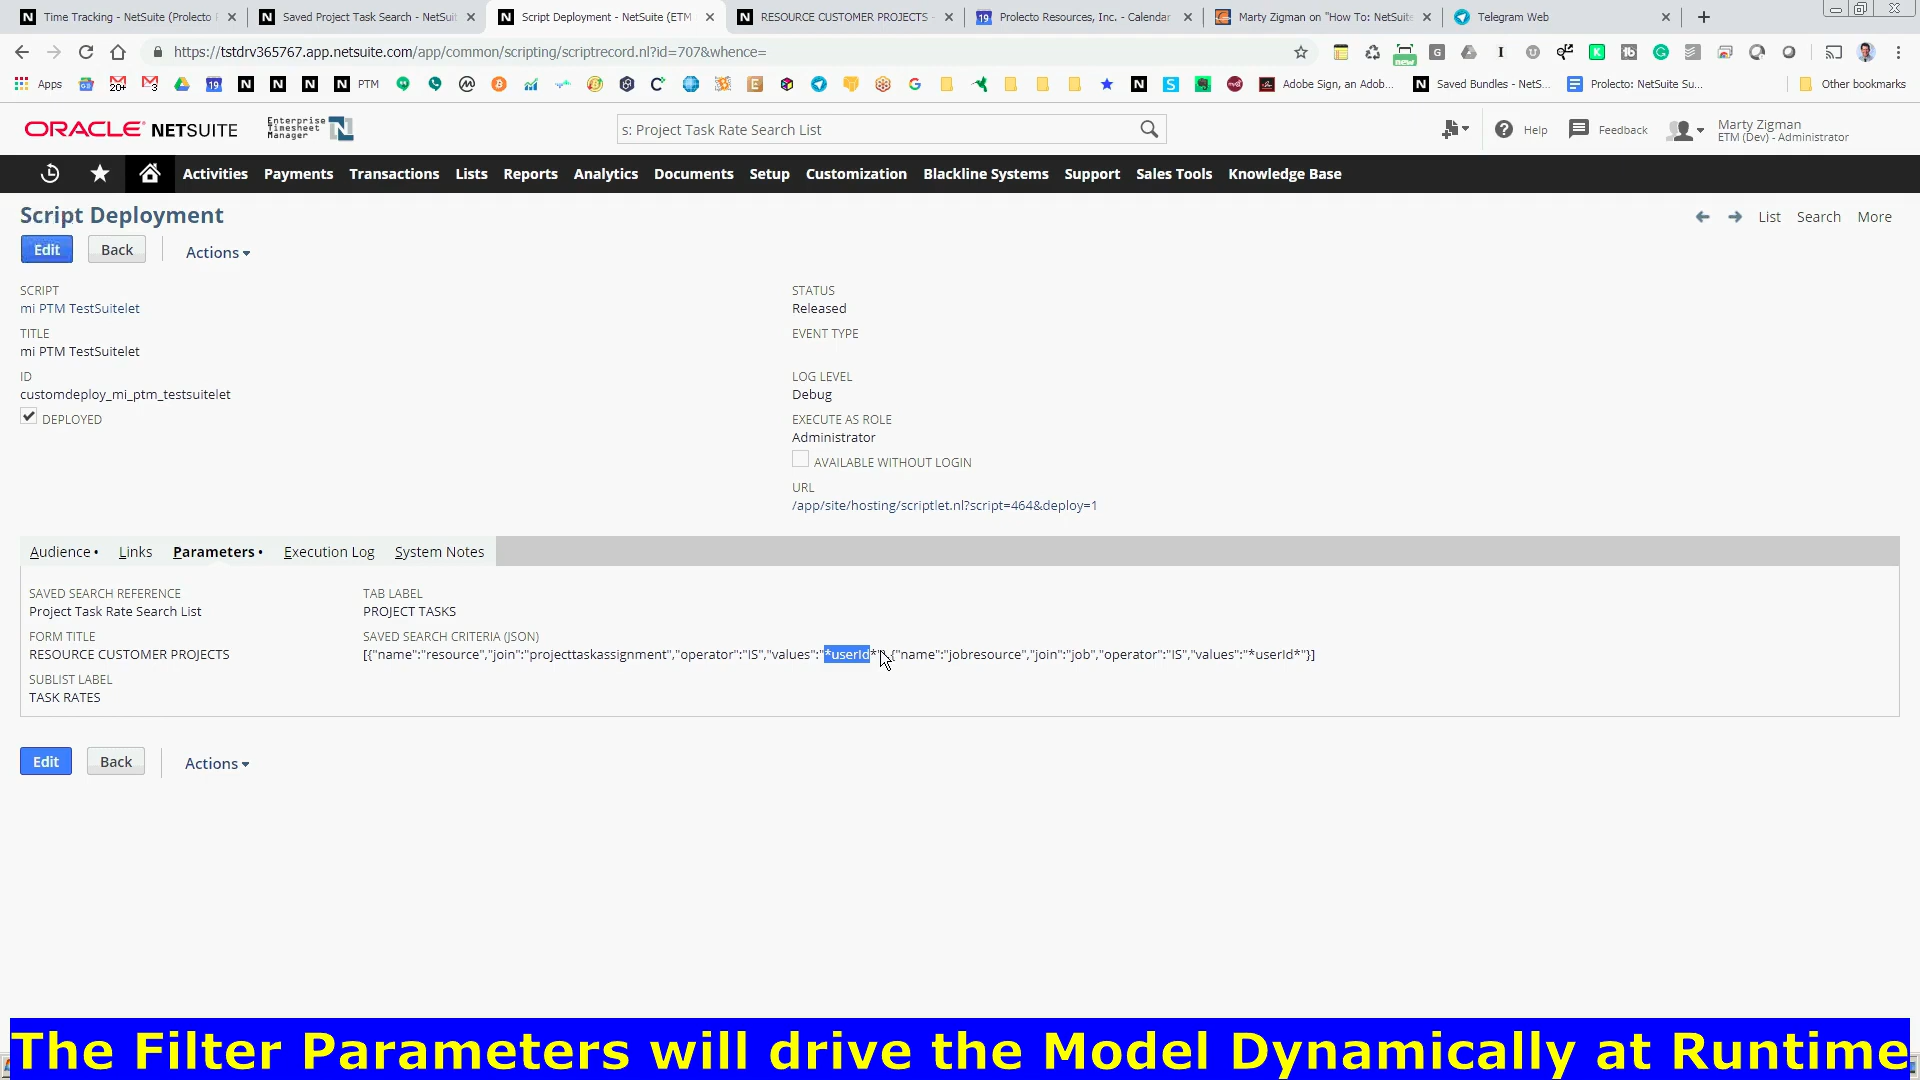 Time Tracking - NetSuite (Prolecto
Saved Project Task Search - NetSuit
Script Deployment - NetSuite (ETM
RESOURCE CUSTOMER PROJECTS -
Prolecto Resources, Inc. - Calendar
Marty Zigman on "How To: NetSuite
Telegram Web
https://tstdrv365767.app.netsuite.com/app/common/scripting/scriptrecord.nl?id=707&whence=
Apps
PTM
Adobe Sign, an Adob...
Saved Bundles - NetS...
Prolecto: NetSuite Su...
Other bookmarks
ORACLE NETSUITE
Enterprise
Timesheet
Manager
s: Project Task Rate Search List
Help
Feedback
Marty Zigman
ETM (Dev) - Administrator
Activities Payments Transactions Lists Reports Analytics Documents Setup Customization Blackline Systems Support Sales Tools Knowledge Base
Script Deployment
List Search More
Edit Back Actions
SCRIPT
mi PTM TestSuitelet
TITLE
mi PTM TestSuitelet
ID
customdeploy_mi_ptm_testsuitelet
DEPLOYED
STATUS
Released
EVENT TYPE
LOG LEVEL
Debug
EXECUTE AS ROLE
Administrator
AVAILABLE WITHOUT LOGIN
URL
/app/site/hosting/scriptlet.nl?script=464&deploy=1
Audience • Links Parameters • Execution Log System Notes
SAVED SEARCH REFERENCE
Project Task Rate Search List
FORM TITLE
RESOURCE CUSTOMER PROJECTS
SUBLIST LABEL
TASK RATES
TAB LABEL
PROJECT TASKS
SAVED SEARCH CRITERIA (JSON)
[{"name":"resource","join":"projecttaskassignment","operator":"IS","values":"*userId*"},{"name":"jobresource","join":"job","operator":"IS","values":"*userId*"}]
Edit Back Actions
The Filter Parameters will drive the Model Dynamically at Runtime